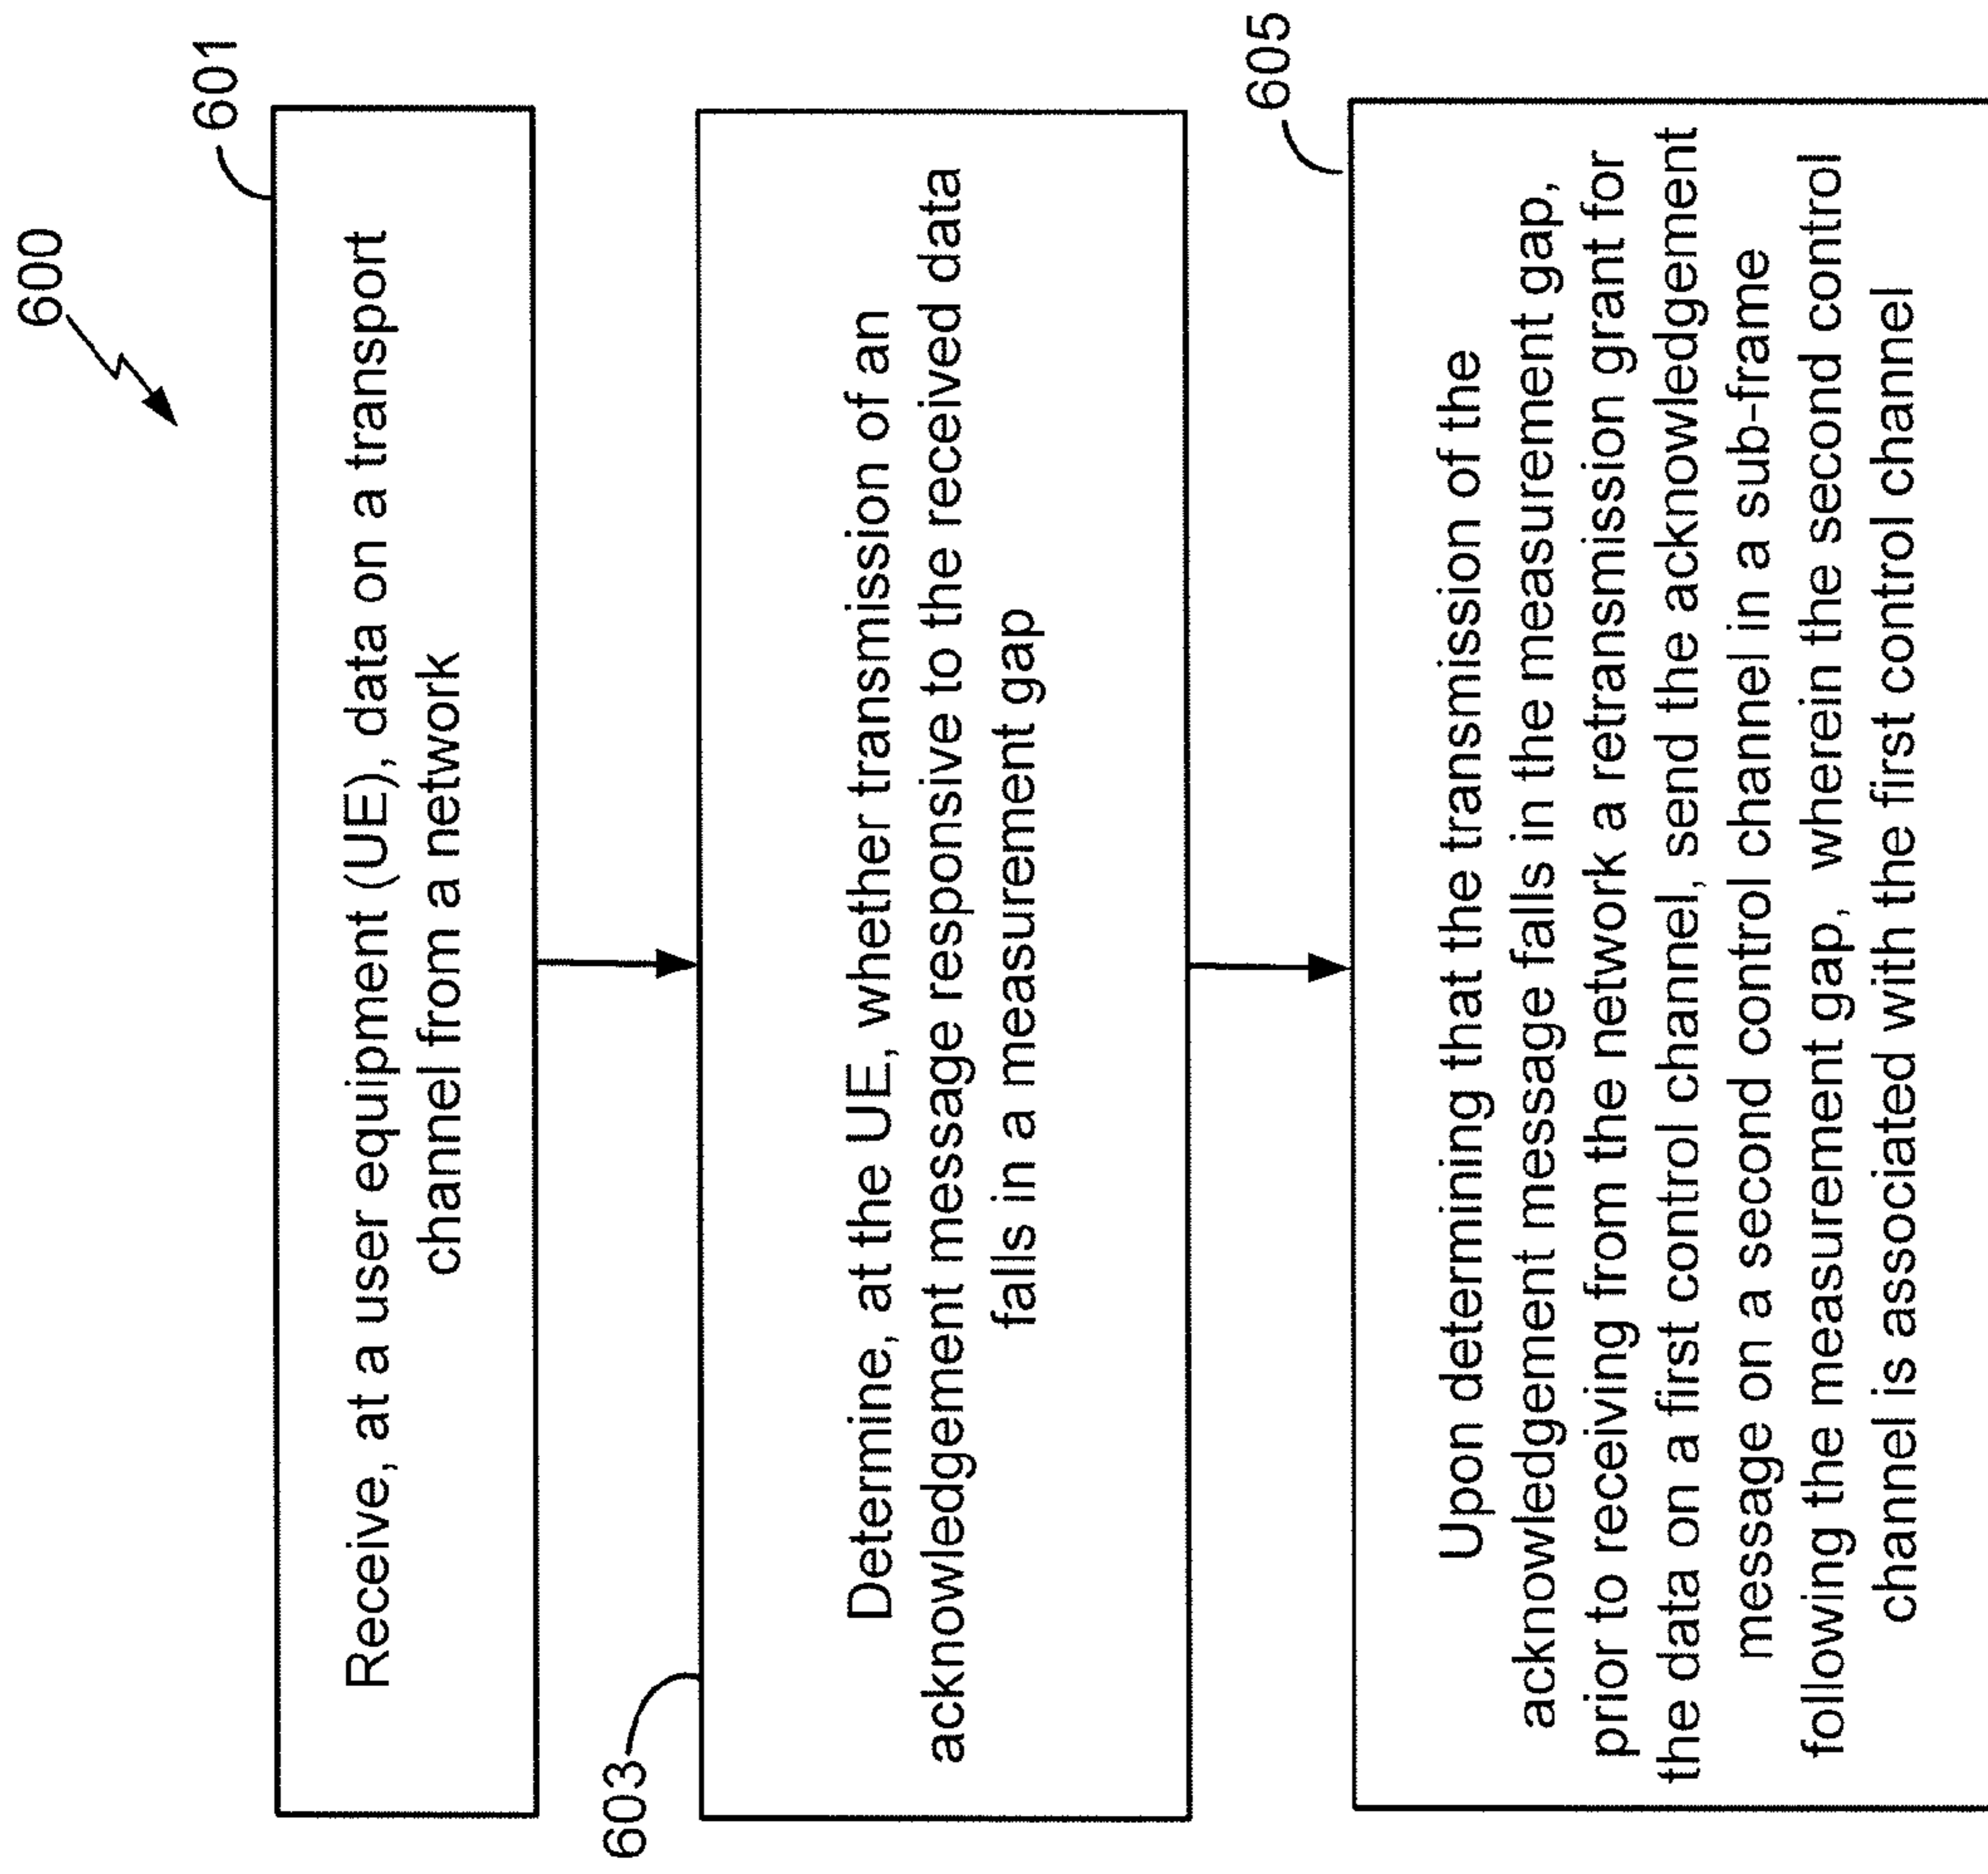 600
601
Receive, at a user equipment (UE), data on a transport
channel from a network
603
Determine, at the UE, whether transmission of an
acknowledgement message responsive to the received data
falls in a measurement gap
605
Upon determining that the transmission of the
acknowledgement message falls in the measurement gap,
prior to receiving from the network a retransmission grant for
the data on a first control channel, send the acknowledgement
message on a second control channel in a sub-frame
following the measurement gap, wherein the second control
channel is associated with the first control channel